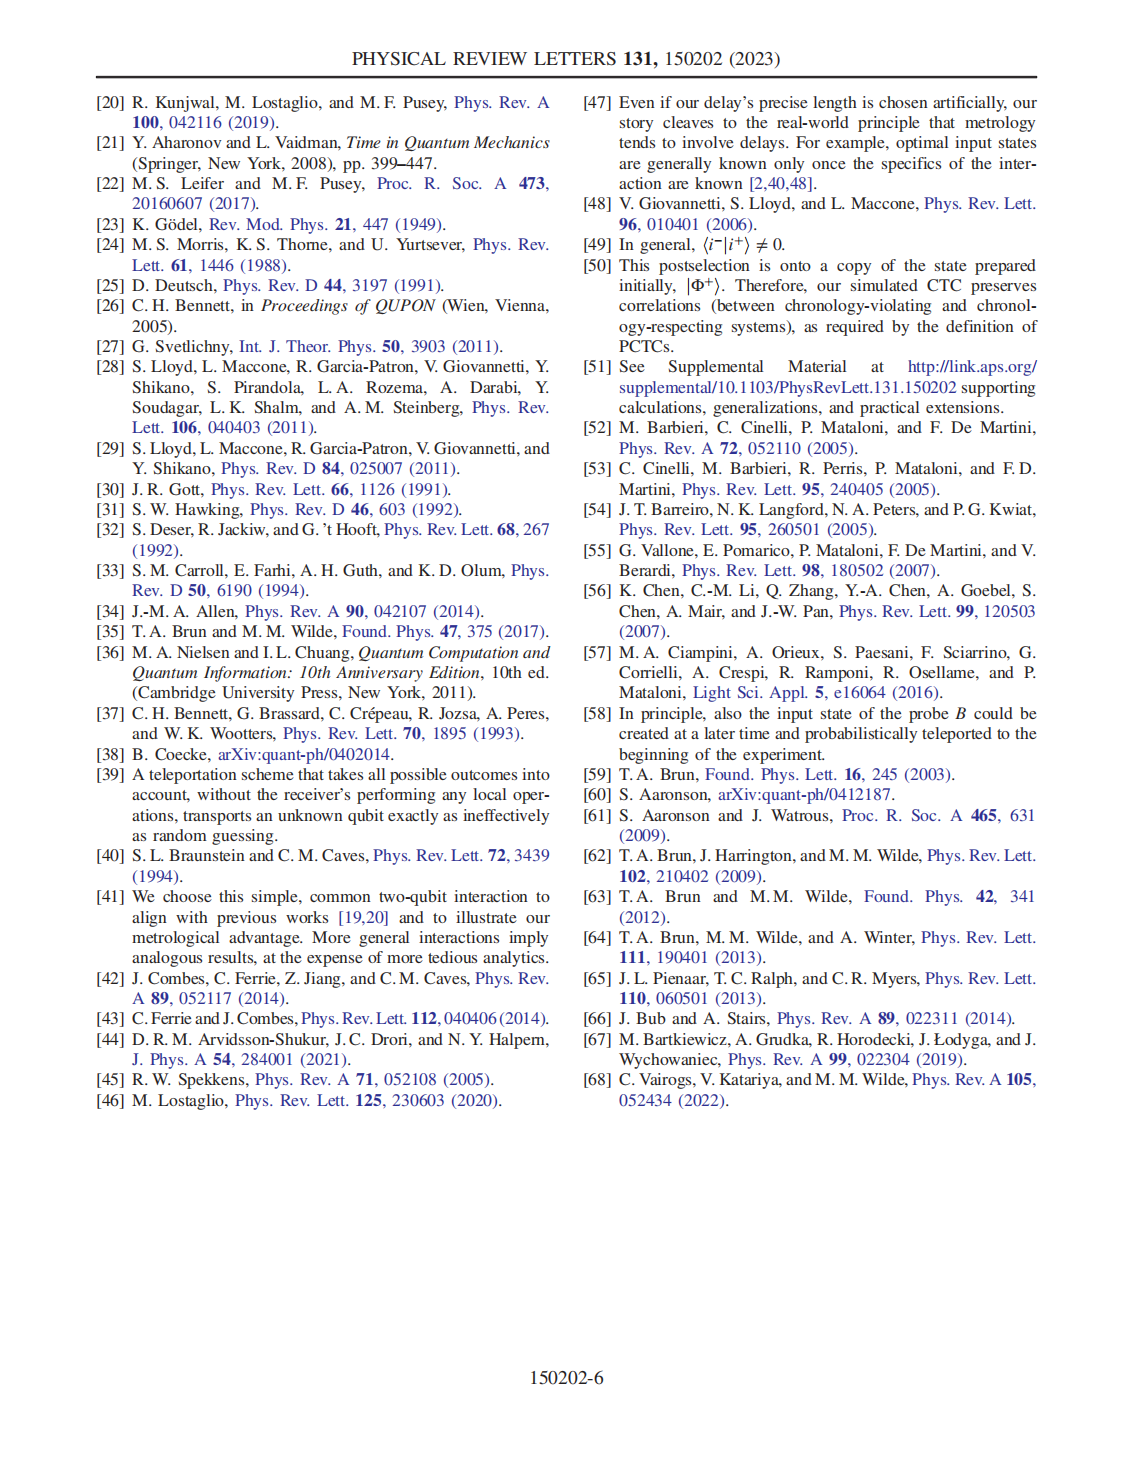 PHYSICAL REVIEW LETTERS 131, 150202 (2023)
[20] R. Kunjwal, M. Lostaglio, and M. F. Pusey, Phys. Rev. A
100, 042116 (2019).
[21] Y. Aharonov and L. Vaidman, Time in Quantum Mechanics
(Springer, New York, 2008), pp. 399–447.
[22] M. S. Leifer and M. F. Pusey, Proc. R. Soc. A 473,
20160607 (2017).
[23] K. Gödel, Rev. Mod. Phys. 21, 447 (1949).
[24] M. S. Morris, K. S. Thorne, and U. Yurtsever, Phys. Rev.
Lett. 61, 1446 (1988).
[25] D. Deutsch, Phys. Rev. D 44, 3197 (1991).
[26] C. H. Bennett, in Proceedings of QUPON (Wien, Vienna,
2005).
[27] G. Svetlichny, Int. J. Theor. Phys. 50, 3903 (2011).
[28] S. Lloyd, L. Maccone, R. Garcia-Patron, V. Giovannetti, Y.
Shikano, S. Pirandola, L. A. Rozema, A. Darabi, Y.
Soudagar, L. K. Shalm, and A. M. Steinberg, Phys. Rev.
Lett. 106, 040403 (2011).
[29] S. Lloyd, L. Maccone, R. Garcia-Patron, V. Giovannetti, and
Y. Shikano, Phys. Rev. D 84, 025007 (2011).
[30] J. R. Gott, Phys. Rev. Lett. 66, 1126 (1991).
[31] S. W. Hawking, Phys. Rev. D 46, 603 (1992).
[32] S. Deser, R. Jackiw, and G. ’t Hooft, Phys. Rev. Lett. 68, 267
(1992).
[33] S. M. Carroll, E. Farhi, A. H. Guth, and K. D. Olum, Phys.
Rev. D 50, 6190 (1994).
[34] J.-M. A. Allen, Phys. Rev. A 90, 042107 (2014).
[35] T. A. Brun and M. M. Wilde, Found. Phys. 47, 375 (2017).
[36] M. A. Nielsen and I. L. Chuang, Quantum Computation and
Quantum Information: 10th Anniversary Edition, 10th ed.
(Cambridge University Press, New York, 2011).
[37] C. H. Bennett, G. Brassard, C. Crépeau, R. Jozsa, A. Peres,
and W. K. Wootters, Phys. Rev. Lett. 70, 1895 (1993).
[38] B. Coecke, arXiv:quant-ph/0402014.
[39] A teleportation scheme that takes all possible outcomes into
account, without the receiver’s performing any local oper-
ations, transports an unknown qubit exactly as ineffectively
as random guessing.
[40] S. L. Braunstein and C. M. Caves, Phys. Rev. Lett. 72, 3439
(1994).
[41] We choose this simple, common two-qubit interaction to
align with previous works [19,20] and to illustrate our
metrological advantage. More general interactions imply
analogous results, at the expense of more tedious analytics.
[42] J. Combes, C. Ferrie, Z. Jiang, and C. M. Caves, Phys. Rev.
A 89, 052117 (2014).
[43] C. Ferrie and J. Combes, Phys. Rev. Lett. 112, 040406 (2014).
[44] D. R. M. Arvidsson-Shukur, J. C. Drori, and N. Y. Halpern,
J. Phys. A 54, 284001 (2021).
[45] R. W. Spekkens, Phys. Rev. A 71, 052108 (2005).
[46] M. Lostaglio, Phys. Rev. Lett. 125, 230603 (2020).
[47] Even if our delay’s precise length is chosen artificially, our
story cleaves to the real-world principle that metrology
tends to involve delays. For example, optimal input states
are generally known only once the specifics of the inter-
action are known [2,40,48].
[48] V. Giovannetti, S. Lloyd, and L. Maccone, Phys. Rev. Lett.
96, 010401 (2006).
[49] In general, ⟨i⁻|i⁺⟩ ≠ 0.
[50] This postselection is onto a copy of the state prepared
initially, |Φ⁺⟩. Therefore, our simulated CTC preserves
correlations (between chronology-violating and chronol-
ogy-respecting systems), as required by the definition of
PCTCs.
[51] See Supplemental Material at http://link.aps.org/
supplemental/10.1103/PhysRevLett.131.150202 supporting
calculations, generalizations, and practical extensions.
[52] M. Barbieri, C. Cinelli, P. Mataloni, and F. De Martini,
Phys. Rev. A 72, 052110 (2005).
[53] C. Cinelli, M. Barbieri, R. Perris, P. Mataloni, and F. D.
Martini, Phys. Rev. Lett. 95, 240405 (2005).
[54] J. T. Barreiro, N. K. Langford, N. A. Peters, and P. G. Kwiat,
Phys. Rev. Lett. 95, 260501 (2005).
[55] G. Vallone, E. Pomarico, P. Mataloni, F. De Martini, and V.
Berardi, Phys. Rev. Lett. 98, 180502 (2007).
[56] K. Chen, C.-M. Li, Q. Zhang, Y.-A. Chen, A. Goebel, S.
Chen, A. Mair, and J.-W. Pan, Phys. Rev. Lett. 99, 120503
(2007).
[57] M. A. Ciampini, A. Orieux, S. Paesani, F. Sciarrino, G.
Corrielli, A. Crespi, R. Ramponi, R. Osellame, and P.
Mataloni, Light Sci. Appl. 5, e16064 (2016).
[58] In principle, also the input state of the probe B could be
created at a later time and probabilistically teleported to the
beginning of the experiment.
[59] T. A. Brun, Found. Phys. Lett. 16, 245 (2003).
[60] S. Aaronson, arXiv:quant-ph/0412187.
[61] S. Aaronson and J. Watrous, Proc. R. Soc. A 465, 631
(2009).
[62] T. A. Brun, J. Harrington, and M. M. Wilde, Phys. Rev. Lett.
102, 210402 (2009).
[63] T. A. Brun and M. M. Wilde, Found. Phys. 42, 341
(2012).
[64] T. A. Brun, M. M. Wilde, and A. Winter, Phys. Rev. Lett.
111, 190401 (2013).
[65] J. L. Pienaar, T. C. Ralph, and C. R. Myers, Phys. Rev. Lett.
110, 060501 (2013).
[66] J. Bub and A. Stairs, Phys. Rev. A 89, 022311 (2014).
[67] M. Bartkiewicz, A. Grudka, R. Horodecki, J. Łodyga, and J.
Wychowaniec, Phys. Rev. A 99, 022304 (2019).
[68] C. Vairogs, V. Katariya, and M. M. Wilde, Phys. Rev. A 105,
052434 (2022).
150202-6